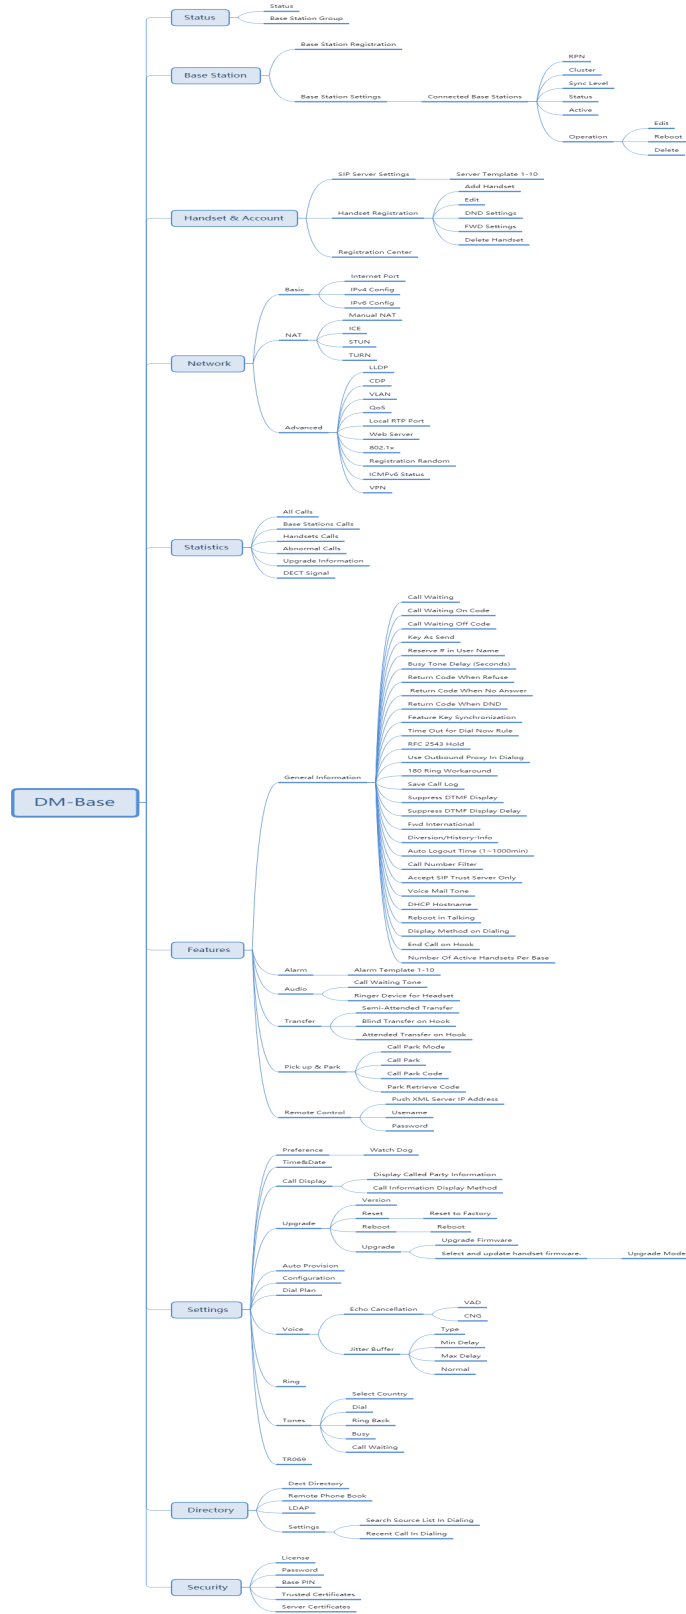 DM-Base
Status
Status
Base Station Group
Base Station
Base Station Registration
Base Station Settings
Connected Base Stations
RPN
Cluster
Sync Level
Status
Active
Operation
Edit
Reboot
Delete
Handset & Account
SIP Server Settings
Server Template 1-10
Handset Registration
Add Handset
Edit
DND Settings
FWD Settings
Delete Handset
Registration Center
Network
Basic
Internet Port
IPv4 Config
IPv6 Config
NAT
Manual NAT
ICE
STUN
TURN
Advanced
LLDP
CDP
VLAN
QoS
Local RTP Port
Web Server
802.1x
Registration Random
ICMPv6 Status
VPN
Statistics
All Calls
Base Stations Calls
Handsets Calls
Abnormal Calls
Upgrade Information
DECT Signal
Features
General Information
Call Waiting
Call Waiting On Code
Call Waiting Off Code
Key As Send
Reserve # in User Name
Busy Tone Delay (Seconds)
Return Code When Refuse
Return Code When No Answer
Return Code When DND
Feature Key Synchronization
Time Out for Dial Now Rule
RFC 2543 Hold
Use Outbound Proxy In Dialog
180 Ring Workaround
Save Call Log
Suppress DTMF Display
Suppress DTMF Display Delay
Fwd International
Diversion/History-Info
Auto Logout Time (1~1000min)
Call Number Filter
Accept SIP Trust Server Only
Voice Mail Tone
DHCP Hostname
Reboot in Talking
Display Method on Dialing
End Call on Hook
Number Of Active Handsets Per Base
Alarm
Alarm Template 1-10
Audio
Call Waiting Tone
Ringer Device for Headset
Transfer
Semi-Attended Transfer
Blind Transfer on Hook
Attended Transfer on Hook
Pick up & Park
Call Park Mode
Call Park
Call Park Code
Park Retrieve Code
Remote Control
Push XML Server IP Address
Usename
Password
Settings
Preference
Watch Dog
Time&Date
Call Display
Display Called Party Information
Call Information Display Method
Upgrade
Version
Reset
Reset to Factory
Reboot
Reboot
Upgrade
Upgrade Firmware
Select and update handset firmware.
Upgrade Mode
Auto Provision
Configuration
Dial Plan
Voice
Echo Cancellation
VAD
CNG
Jitter Buffer
Type
Min Delay
Max Delay
Normal
Ring
Tones
Select Country
Dial
Ring Back
Busy
Call Waiting
TR069
Directory
Dect Directory
Remote Phone Book
LDAP
Settings
Search Source List In Dialing
Recent Call In Dialing
Security
License
Password
Base PIN
Trusted Certificates
Server Certificates